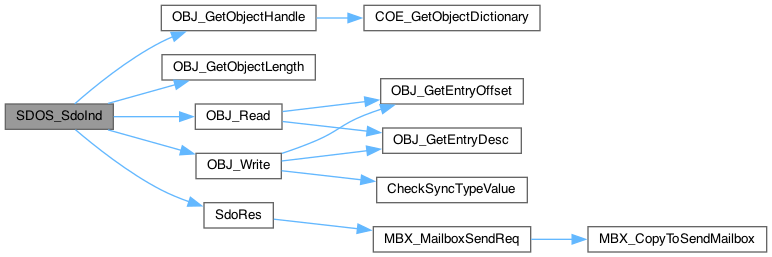 OBJ_GetObjectHandle
COE_GetObjectDictionary
OBJ_GetObjectLength
OBJ_GetEntryOffset
SDOS_SdoInd
OBJ_Read
OBJ_GetEntryDesc
OBJ_Write
CheckSyncTypeValue
SdoRes
MBX_MailboxSendReq
MBX_CopyToSendMailbox